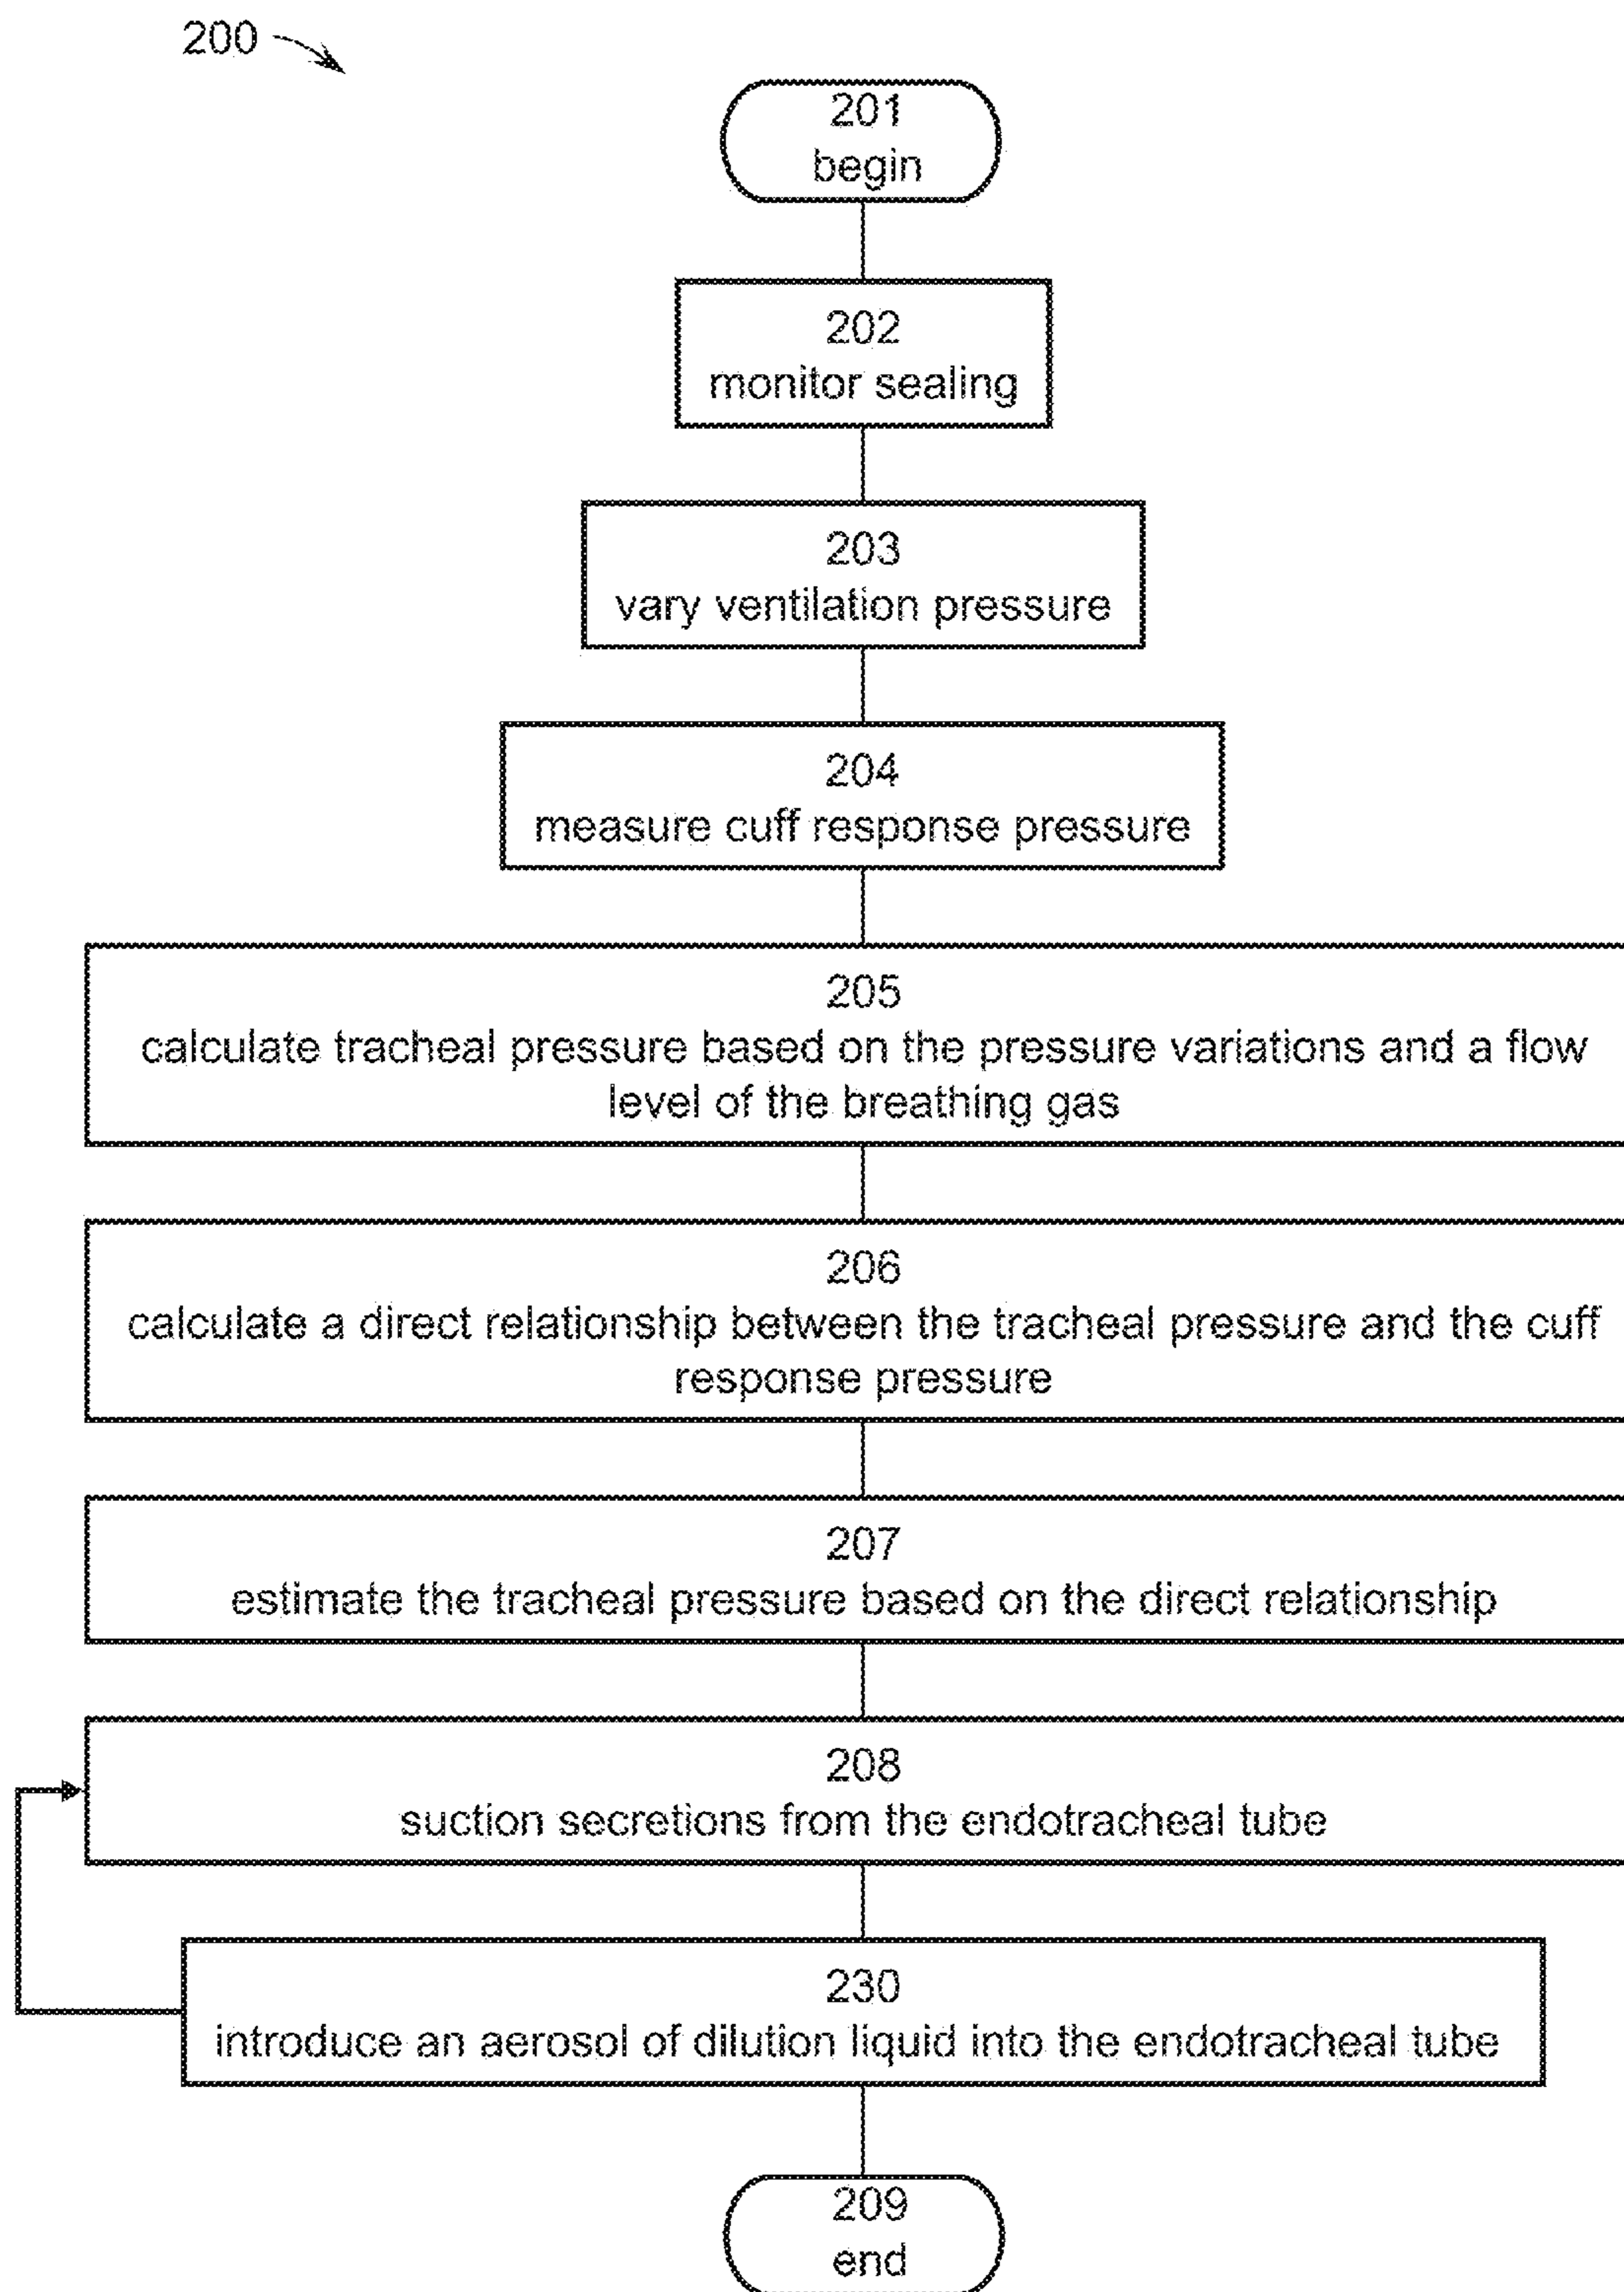 200
201
begin
202
monitor sealing
203
vary ventilation pressure
204
measure cuff response pressure
205
calculate tracheal pressure based on the pressure variations and a flow
level of the breathing gas
206
calculate a direct relationship between the tracheal pressure and the cuff
response pressure
207
estimate the tracheal pressure based on the direct relationship
208
suction secretions from the endotracheal tube
230
introduce an aerosol of dilution liquid into the endotracheal tube
209
end